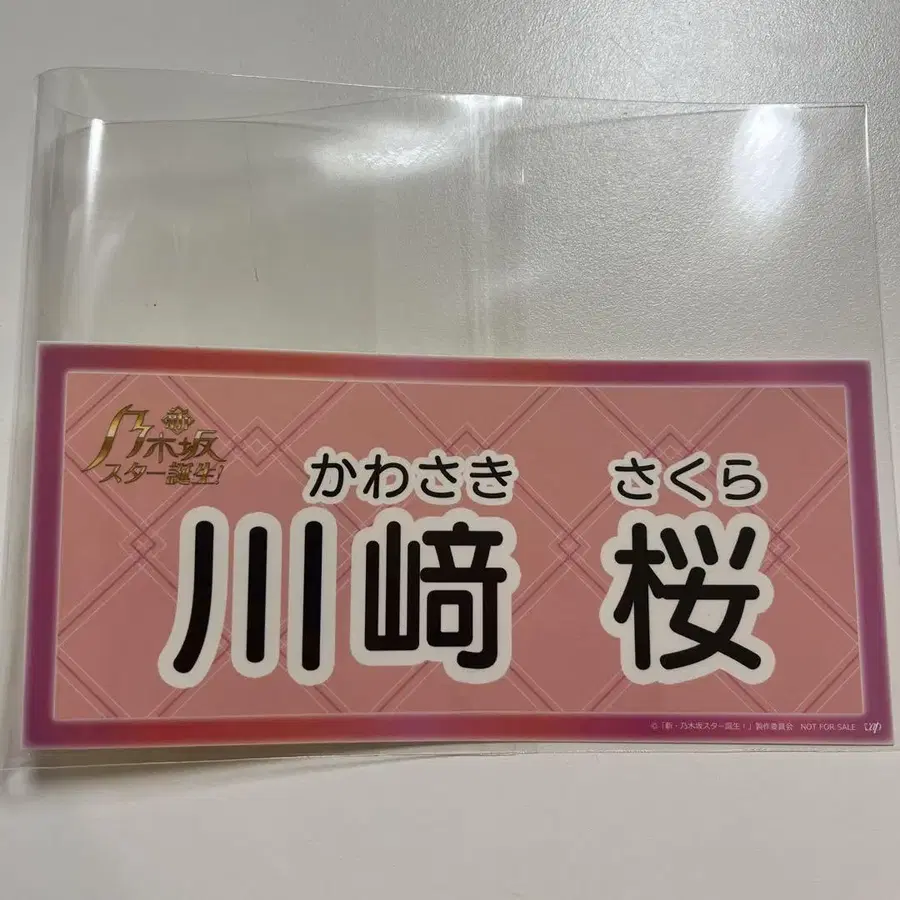 新
乃木坂
スター誕生!
かわさき さくら
川﨑 桜
©「新・乃木坂スター誕生!」製作委員会 NOT FOR SALE vap